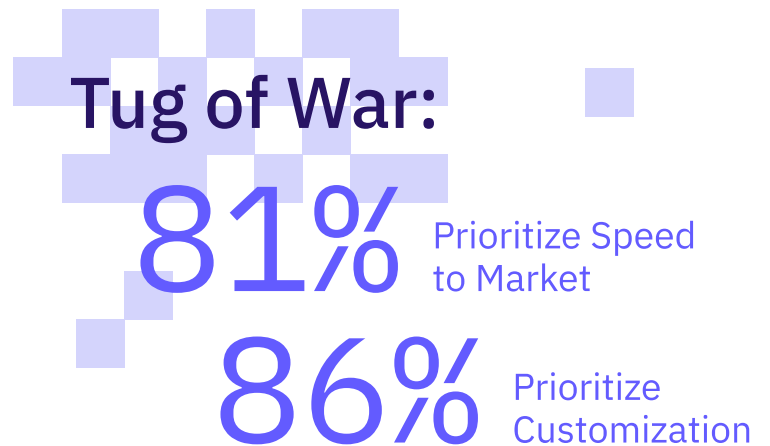 Tug of War:
81%
Prioritize Speed
to Market
86%
Prioritize
Customization